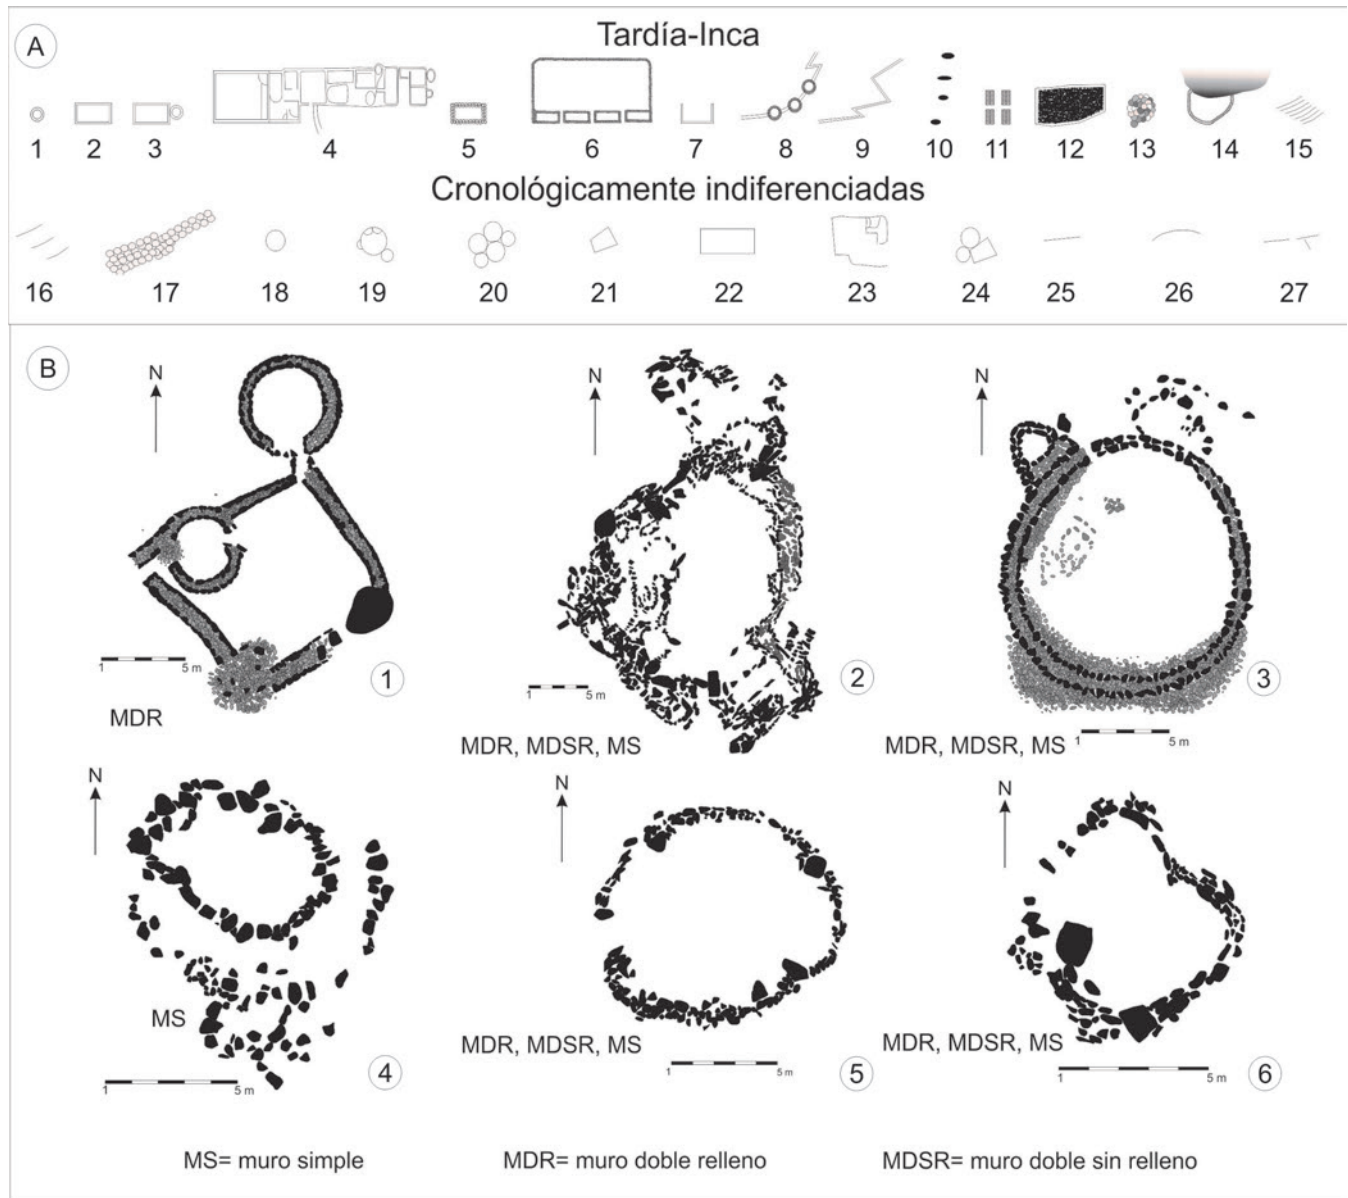 A
Tardía-Inca
1 2 3 4 5 6 7 8 9 10 11 12 13 14 15
Cronológicamente indiferenciadas
16 17 18 19 20 21 22 23 24 25 26 27
B
N N N
1 5 m 1 5 m 1 5 m
1 2 3
MDR MDR, MDSR, MS MDR, MDSR, MS
N N N
MS MDR, MDSR, MS MDR, MDSR, MS
1 5 m 1 5 m 1 5 m
4 5 6
MS= muro simple MDR= muro doble relleno MDSR= muro doble sin relleno